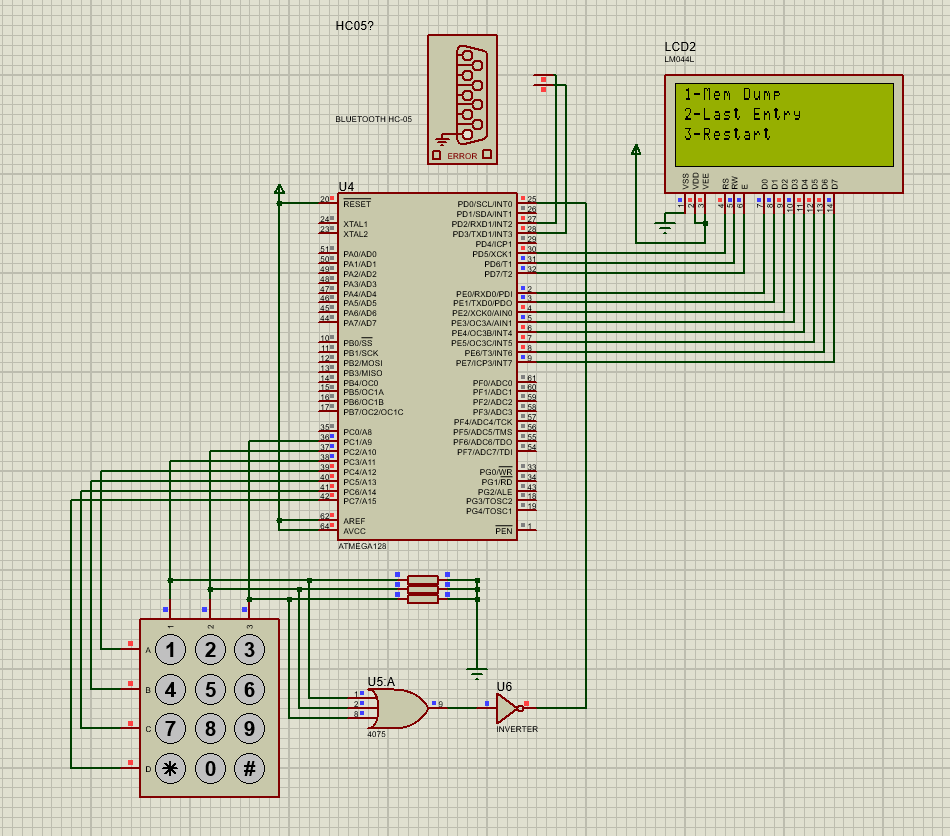 HC05?
BLUETOOTH HC-05
ERROR
LCD2
LM044L
1-Mem Dump
2-Last Entry
3-Restart
VSS VDD VEE RS RW E D0 D1 D2 D3 D4 D5 D6 D7
1 2 3 4 5 6 7 8 9 10 11 12 13 14
U4
20 RESET PD0/SCL/INT0 25
PD1/SDA/INT1 26
24 XTAL1 PD2/RXD1/INT2 27
23 XTAL2 PD3/TXD1/INT3 28
PD4/ICP1 29
51 PA0/AD0 PD5/XCK1 30
50 PA1/AD1 PD6/T1 31
49 PA2/AD2 PD7/T2 32
48 PA3/AD3
47 PA4/AD4 PE0/RXD0/PDI 2
46 PA5/AD5 PE1/TXD0/PDO 3
45 PA6/AD6 PE2/XCK0/AIN0 4
44 PA7/AD7 PE3/OC3A/AIN1 5
PE4/OC3B/INT4 6
10 PB0/SS PE5/OC3C/INT5 7
11 PB1/SCK PE6/T3/INT6 8
12 PB2/MOSI PE7/ICP3/INT7 9
13 PB3/MISO
14 PB4/OC0 PF0/ADC0 61
15 PB5/OC1A PF1/ADC1 60
16 PB6/OC1B PF2/ADC2 59
17 PB7/OC2/OC1C PF3/ADC3 58
PF4/ADC4/TCK 57
35 PC0/A8 PF5/ADC5/TMS 56
36 PC1/A9 PF6/ADC6/TDO 55
37 PC2/A10 PF7/ADC7/TDI 54
38 PC3/A11
39 PC4/A12 PG0/WR 33
40 PC5/A13 PG1/RD 34
41 PC6/A14 PG2/ALE 43
42 PC7/A15 PG3/TOSC2 18
PG4/TOSC1 19
62 AREF
64 AVCC PEN 1
ATMEGA128
1 2 3
A 1 2 3
B 4 5 6
C 7 8 9
D * 0 #
U5:A
1
2
8
9
4075
U6
INVERTER